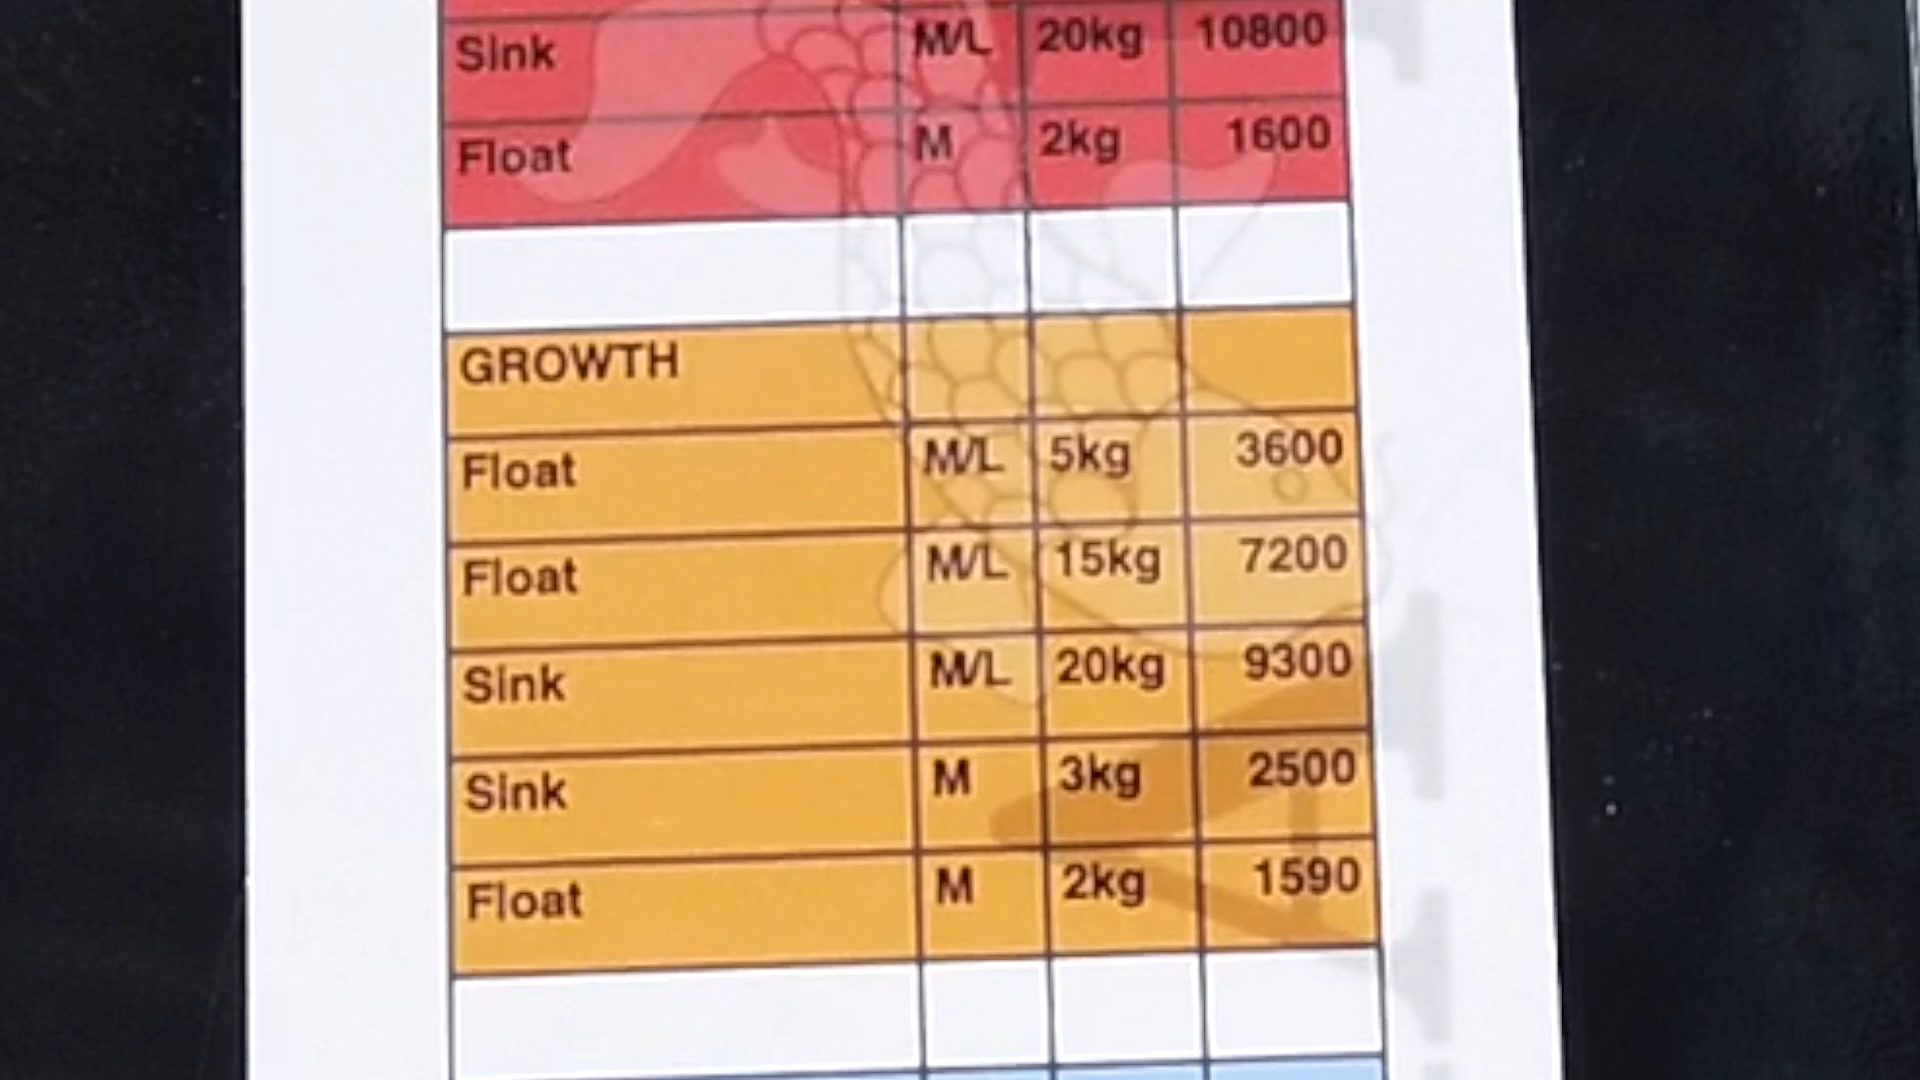 Sink M/L 20kg 10800
Float M 2kg 1600
GROWTH
Float M/L 5kg 3600
Float M/L 15kg 7200
Sink M/L 20kg 9300
Sink M 3kg 2500
Float M 2kg 1590